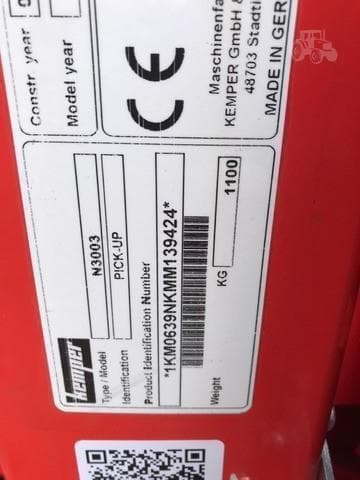 Kemper
Type / Model N3003
Identification PICK-UP
Product Identification Number
*1KM0639NKMM139424*
Weight KG 1100
Constr. year
Model year
CE
Maschinenfa
KEMPER GmbH &
48703 Stadtl
MADE IN GER